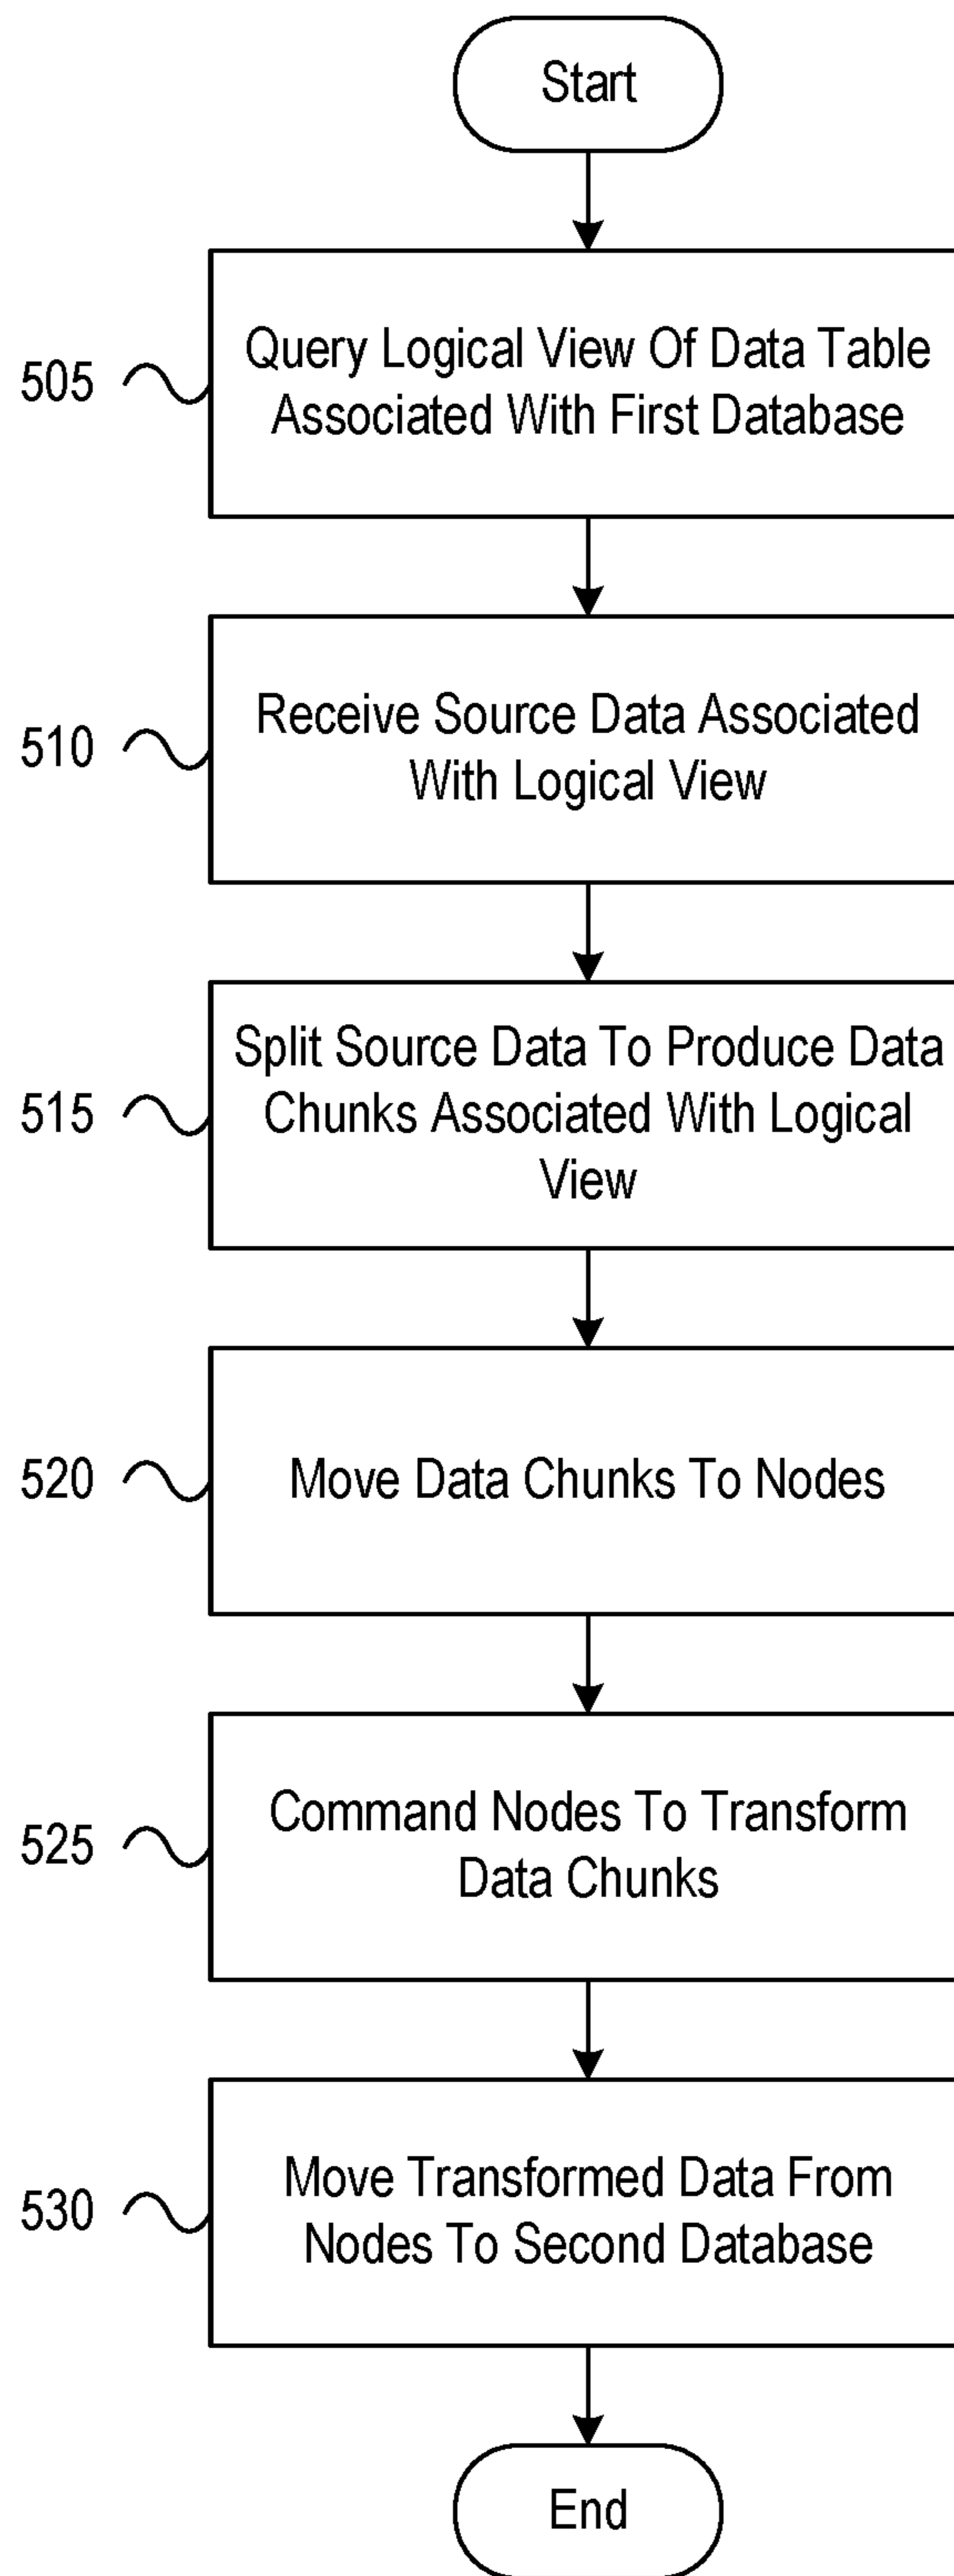 Start
505
Query Logical View Of Data Table
Associated With First Database
510
Receive Source Data Associated
With Logical View
515
Split Source Data To Produce Data
Chunks Associated With Logical
View
520
Move Data Chunks To Nodes
525
Command Nodes To Transform
Data Chunks
530
Move Transformed Data From
Nodes To Second Database
End